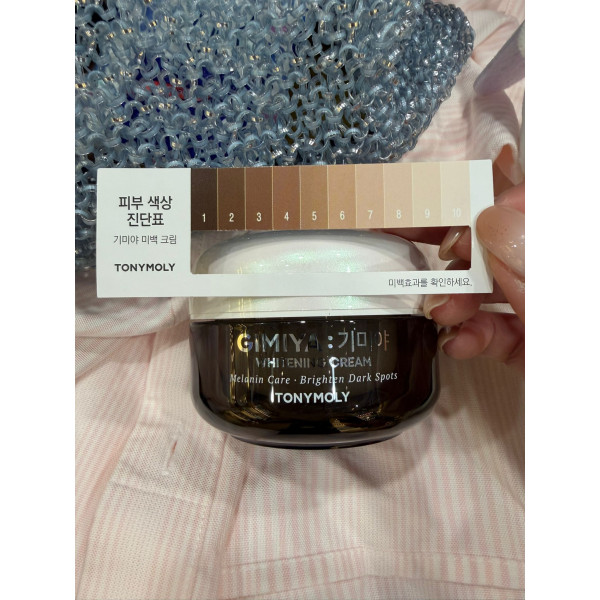 피부 색상
진단표
기미야 미백 크림
TONYMOLY
1 2 3 4 5 6 7 8 9 10
미백효과를 확인하세요.
GIMIYA : 기미야
WHITENING CREAM
Melanin Care · Brighten Dark Spots
TONYMOLY